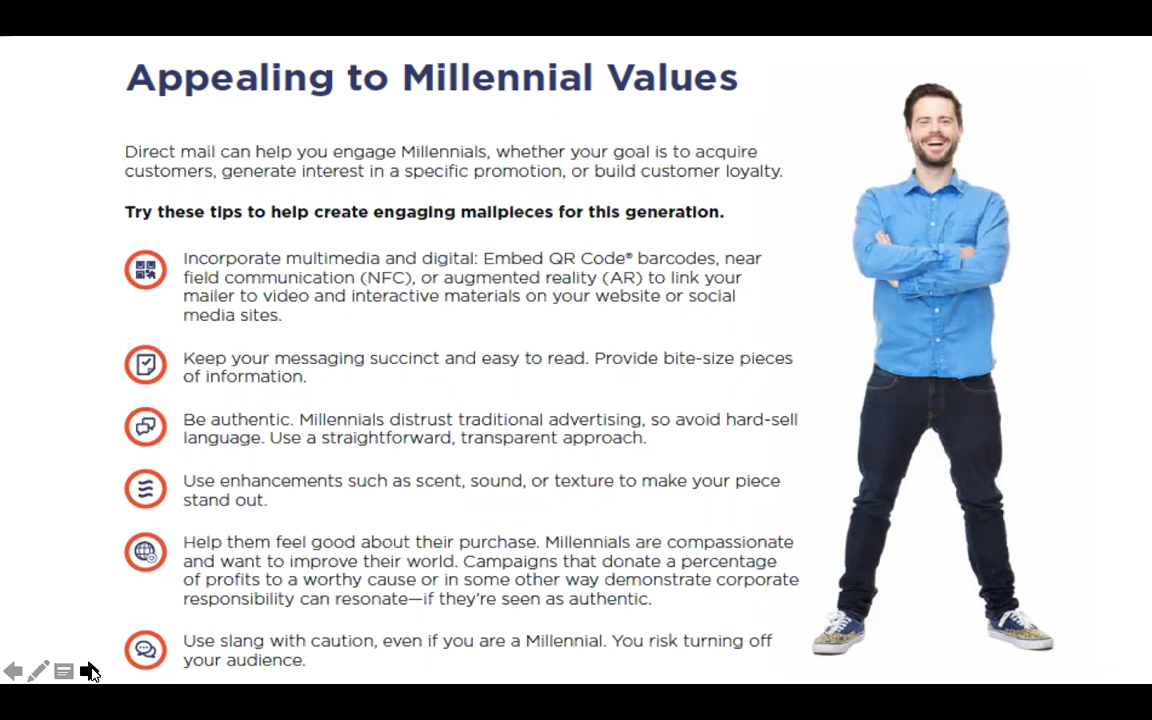 Appealing to Millennial Values
Direct mail can help you engage Millennials, whether your goal is to acquire
customers, generate interest in a specific promotion, or build customer loyalty.
Try these tips to help create engaging mailpieces for this generation.
Incorporate multimedia and digital: Embed QR Code® barcodes, near
field communication (NFC), or augmented reality (AR) to link your
mailer to video and interactive materials on your website or social
media sites.
Keep your messaging succinct and easy to read. Provide bite-size pieces
of information.
Be authentic. Millennials distrust traditional advertising, so avoid hard-sell
language. Use a straightforward, transparent approach.
Use enhancements such as scent, sound, or texture to make your piece
stand out.
Help them feel good about their purchase. Millennials are compassionate
and want to improve their world. Campaigns that donate a percentage
of profits to a worthy cause or in some other way demonstrate corporate
responsibility can resonate—if they're seen as authentic.
Use slang with caution, even if you are a Millennial. You risk turning off
your audience.